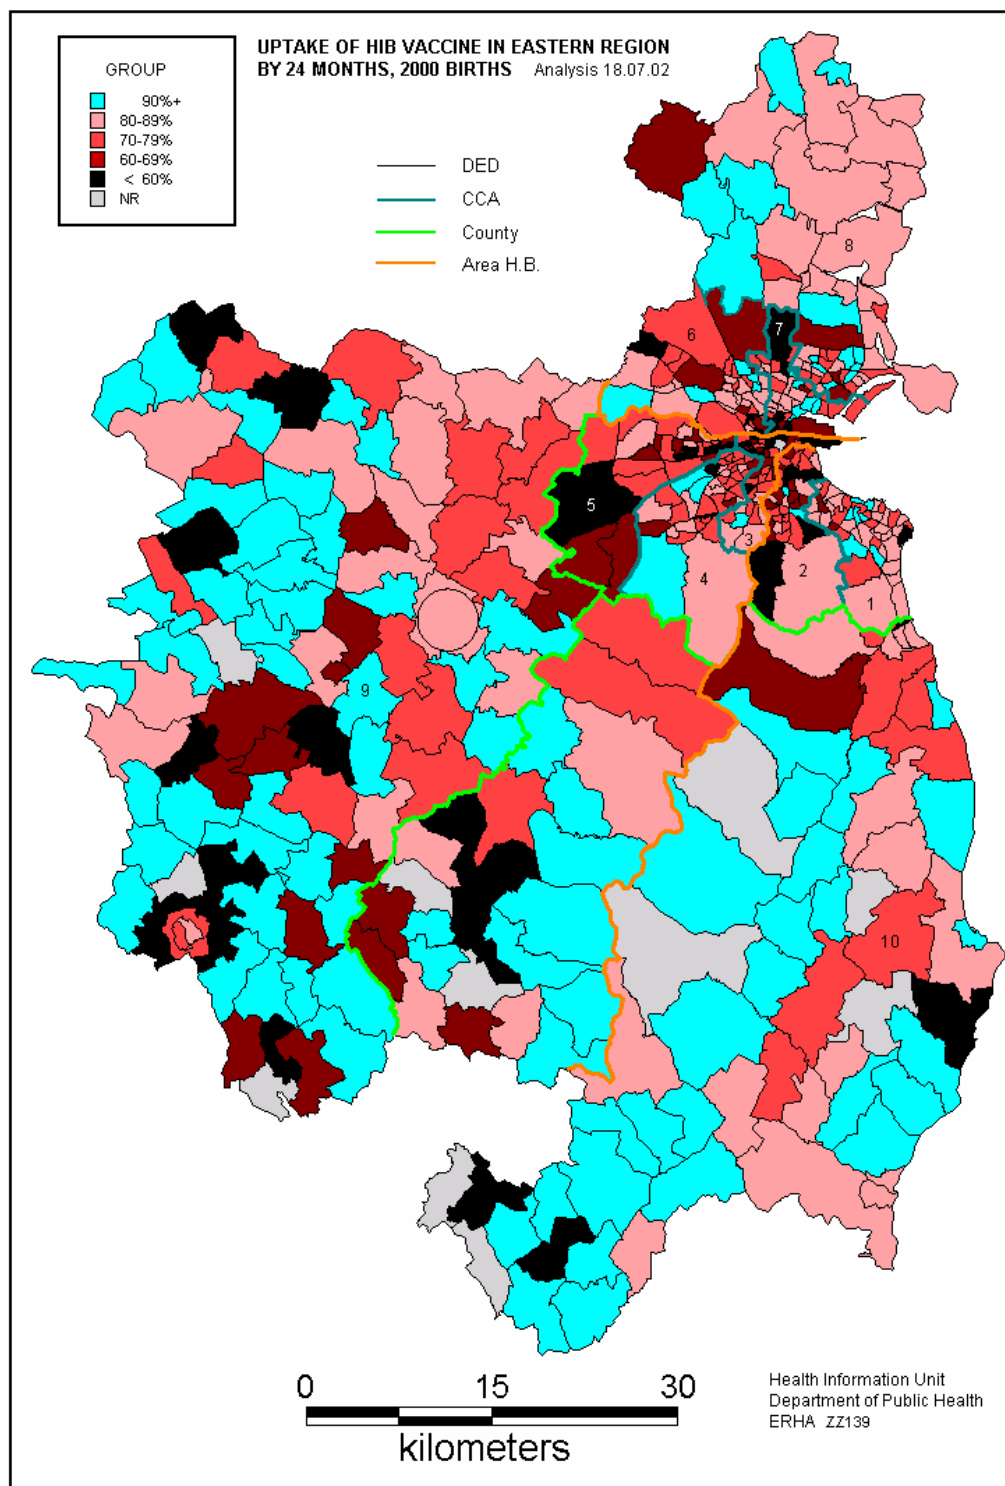 UPTAKE OF HIB VACCINE IN EASTERN REGION
BY 24 MONTHS, 2000 BIRTHS Analysis 18.07.02
GROUP
90%+
80-89%
70-79%
60-69%
< 60%
NR
DED
CCA
County
Area H.B.
8
7
6
5
3
2
4
1
9
10
0 15 30
kilometers
Health Information Unit
Department of Public Health
ERHA ZZ139